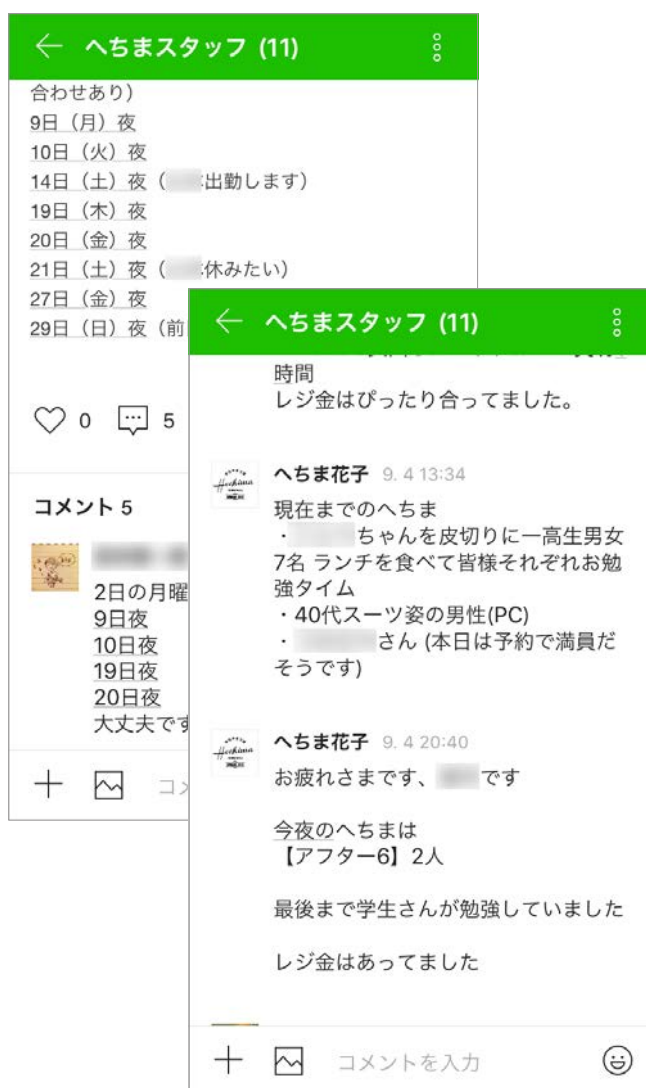 へちまスタッフ (11)
合わせあり)
9日（月）夜
10日（火）夜
14日（土）夜（ 出勤します）
19日（木）夜
20日（金）夜
21日（土）夜（ 休みたい）
27日（金）夜
29日（日）夜（前
0 5
コメント 5
2日の月曜
9日夜
10日夜
19日夜
20日夜
大丈夫です
へちまスタッフ (11)
時間
レジ金はぴったり合ってました。
へちま花子 9. 4 13:34
現在までのへちま
・ ちゃんを皮切りに一高生男女
7名 ランチを食べて皆様それぞれお勉
強タイム
・40代スーツ姿の男性(PC)
・ さん (本日は予約で満員だ
そうです)
へちま花子 9. 4 20:40
お疲れさまです、 です
今夜のへちまは
【アフター6】2人
最後まで学生さんが勉強していました
レジ金はあってました
コメントを入力